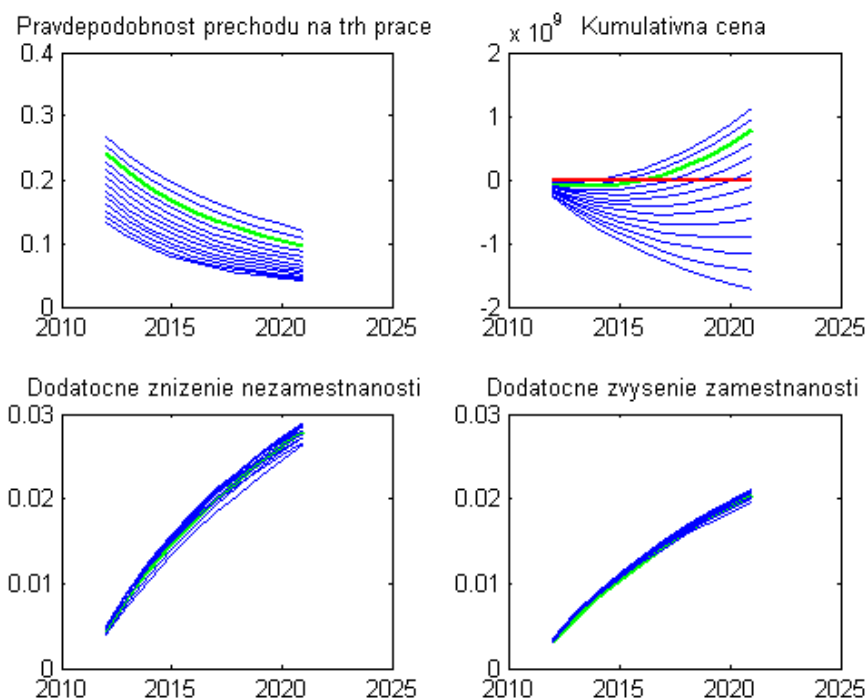 Pravdepodobnost prechodu na trh prace
0.4
0.3
0.2
0.1
0
2010 2015 2020 2025
x 10^9 Kumulativna cena
2
1
0
-1
-2
2010 2015 2020 2025
Dodatocne znizenie nezamestnanosti
0.03
0.02
0.01
0
2010 2015 2020 2025
Dodatocne zvysenie zamestnanosti
0.03
0.02
0.01
0
2010 2015 2020 2025